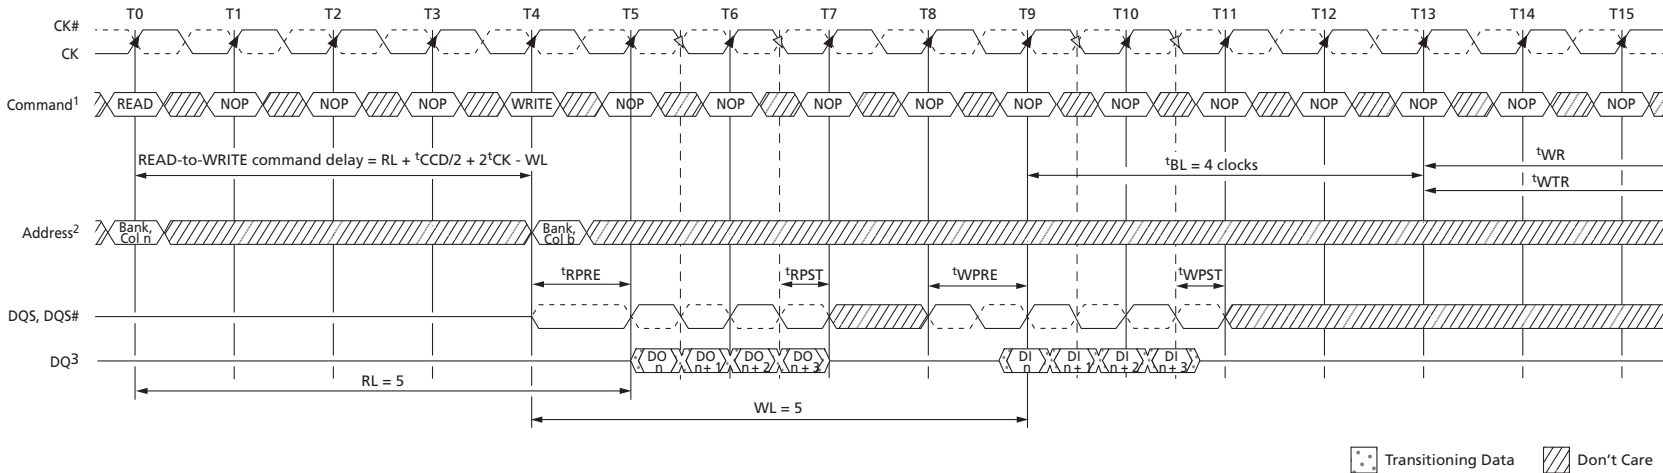 T0 T1 T2 T3 T4 T5 T6 T7 T8 T9 T10 T11 T12 T13 T14 T15
CK#
CK
Command1 READ NOP NOP NOP WRITE NOP NOP NOP NOP NOP NOP NOP NOP NOP NOP NOP
READ-to-WRITE command delay = RL + tCCD/2 + 2tCK - WL
tBL = 4 clocks
tWR
tWTR
Address2 Bank, Col n Bank, Col b
tRPRE tRPST tWPRE tWPST
DQS, DQS#
DQ3 DO n DO n + 1 DO n + 2 DO n + 3 DI n DI n + 1 DI n + 2 DI n + 3
RL = 5
WL = 5
Transitioning Data Don't Care